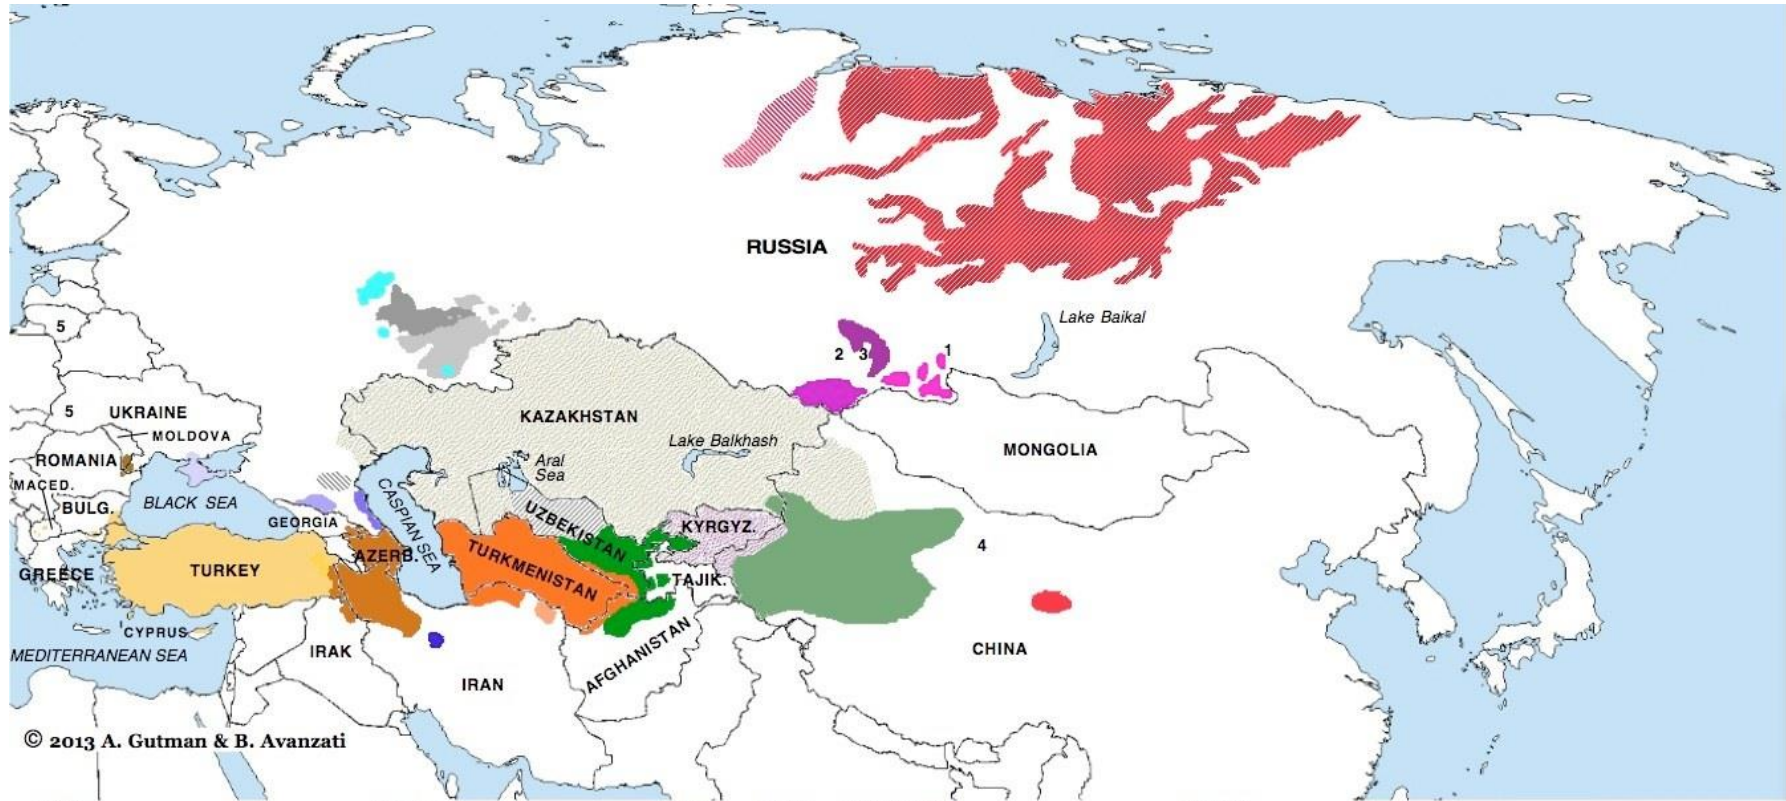 RUSSIA
Lake Baikal
5
2
3
1
KAZAKHSTAN
5
UKRAINE
MOLDOVA
Lake Balkhash
MONGOLIA
ROMANIA
Aral
Sea
MACED.
BLACK SEA
CASPIAN SEA
BULG.
GEORGIA
UZBEKISTAN
KYRGYZ.
4
AZERB.
GREECE
TURKEY
TURKMENISTAN
TAJIK.
CYPRUS
MEDITERRANEAN SEA
IRAK
IRAN
AFGHANISTAN
CHINA
© 2013 A. Gutman & B. Avanzati